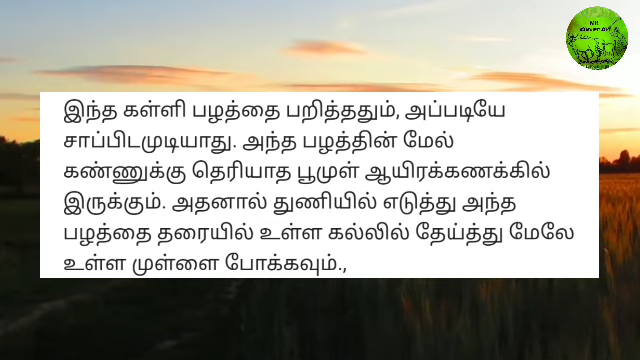 இந்த கள்ளி பழத்தை பறித்ததும், அப்படியே
சாப்பிடமுடியாது. அந்த பழத்தின் மேல்
கண்ணுக்கு தெரியாத பூமுள் ஆயிரக்கணக்கில்
இருக்கும். அதனால் துணியில் எடுத்து அந்த
பழத்தை தரையில் உள்ள கல்லில் தேய்த்து மேலே
உள்ள முள்ளை போக்கவும்.,